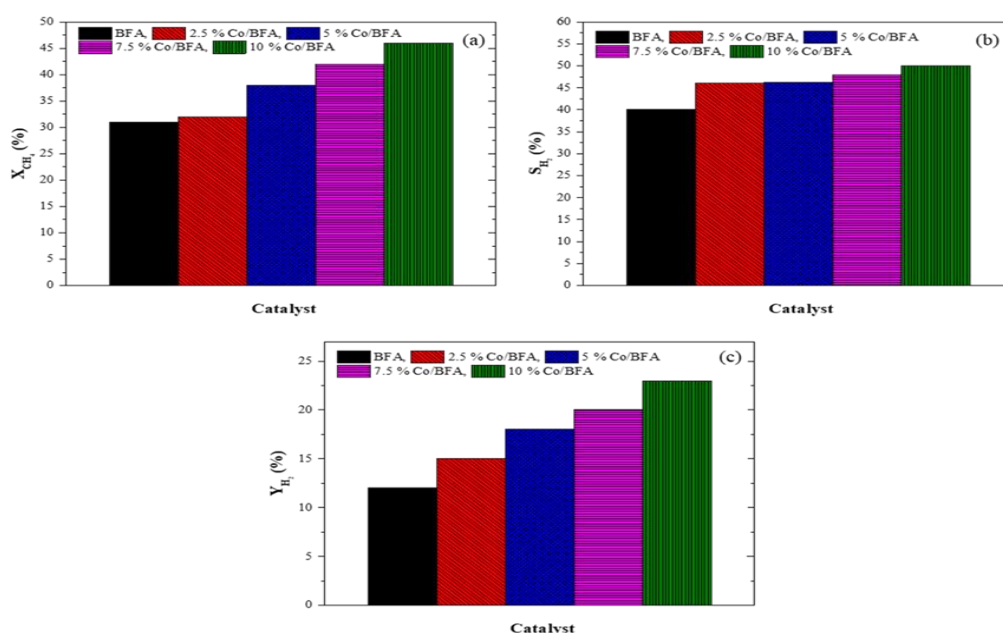 50
45
40
35
30
25
20
15
10
5
0
X_CH4 (%)
BFA, 2.5 % Co/BFA, 5 % Co/BFA
7.5 % Co/BFA, 10 % Co/BFA
(a)
Catalyst
60
55
50
45
40
35
30
25
20
15
10
5
0
S_H2 (%)
BFA, 2.5 % Co/BFA, 5 % Co/BFA
7.5 % Co/BFA, 10 % Co/BFA
(b)
Catalyst
25
20
15
10
5
0
Y_H2 (%)
BFA, 2.5 % Co/BFA, 5 % Co/BFA
7.5 % Co/BFA, 10 % Co/BFA
(c)
Catalyst